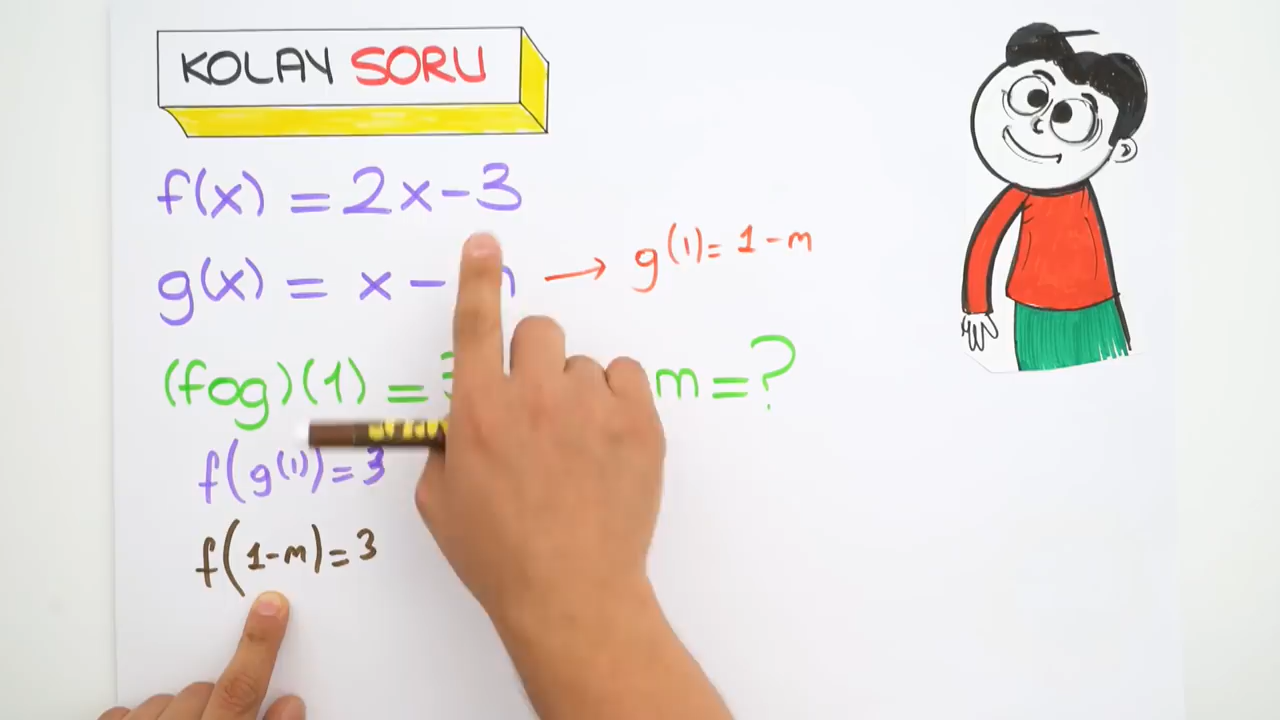 KOLAY SORU
f(x) = 2x-3
g(x) = x - → g(1)= 1-m
(fog)(1) = m = ?
f(g(1)) = 3
f(1-m) = 3